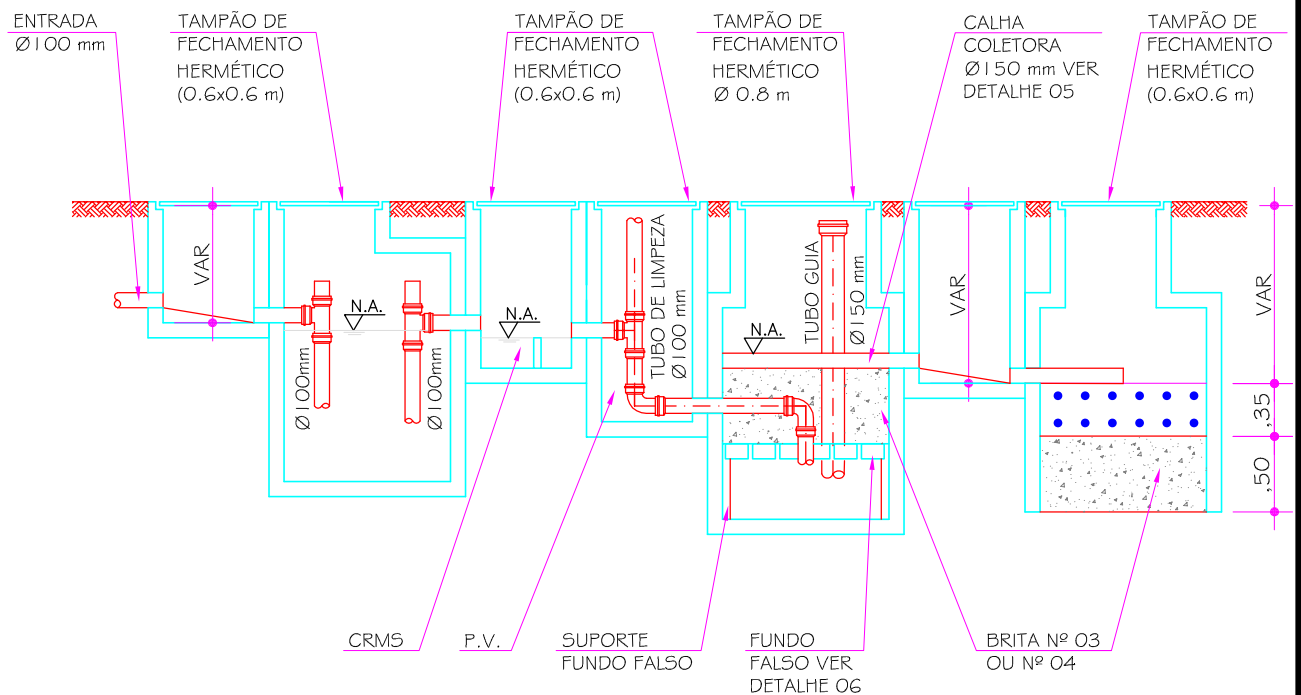 ENTRADA
Ø100 mm
TAMPÃO DE
FECHAMENTO
HERMÉTICO
(0.6x0.6 m)
TAMPÃO DE
FECHAMENTO
HERMÉTICO
(0.6x0.6 m)
TAMPÃO DE
FECHAMENTO
HERMÉTICO
Ø 0.8 m
CALHA
COLETORA
Ø150 mm VER
DETALHE 05
TAMPÃO DE
FECHAMENTO
HERMÉTICO
(0.6x0.6 m)
VAR
N.A.
Ø100mm
Ø100mm
N.A.
TUBO DE LIMPEZA
Ø100 mm
N.A.
TUBO GUIA
Ø150 mm
VAR
VAR
,35
,50
CRMS
P.V.
SUPORTE
FUNDO FALSO
FUNDO
FALSO VER
DETALHE 06
BRITA Nº 03
OU Nº 04